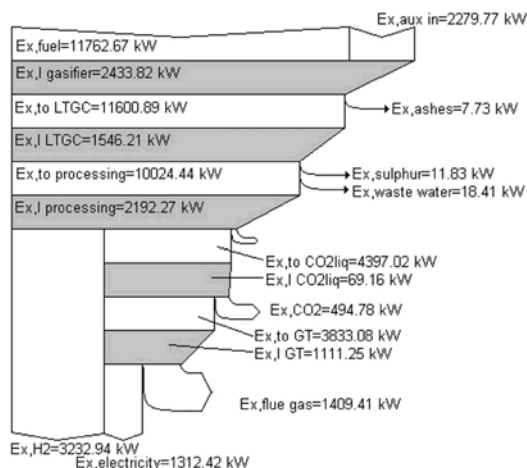 Ex,aux in=2279.77 kW
Ex,fuel=11762.67 kW
Ex,l gasifier=2433.82 kW
Ex,to LTGC=11600.89 kW
Ex,ashes=7.73 kW
Ex,l LTGC=1546.21 kW
Ex,to processing=10024.44 kW
Ex,sulphur=11.83 kW
Ex,waste water=18.41 kW
Ex,l processing=2192.27 kW
Ex,to CO2liq=4397.02 kW
Ex,l CO2liq=69.16 kW
Ex,CO2=494.78 kW
Ex,to GT=3833.08 kW
Ex,l GT=1111.25 kW
Ex,flue gas=1409.41 kW
Ex,H2=3232.94 kW
Ex,electricity=1312.42 kW